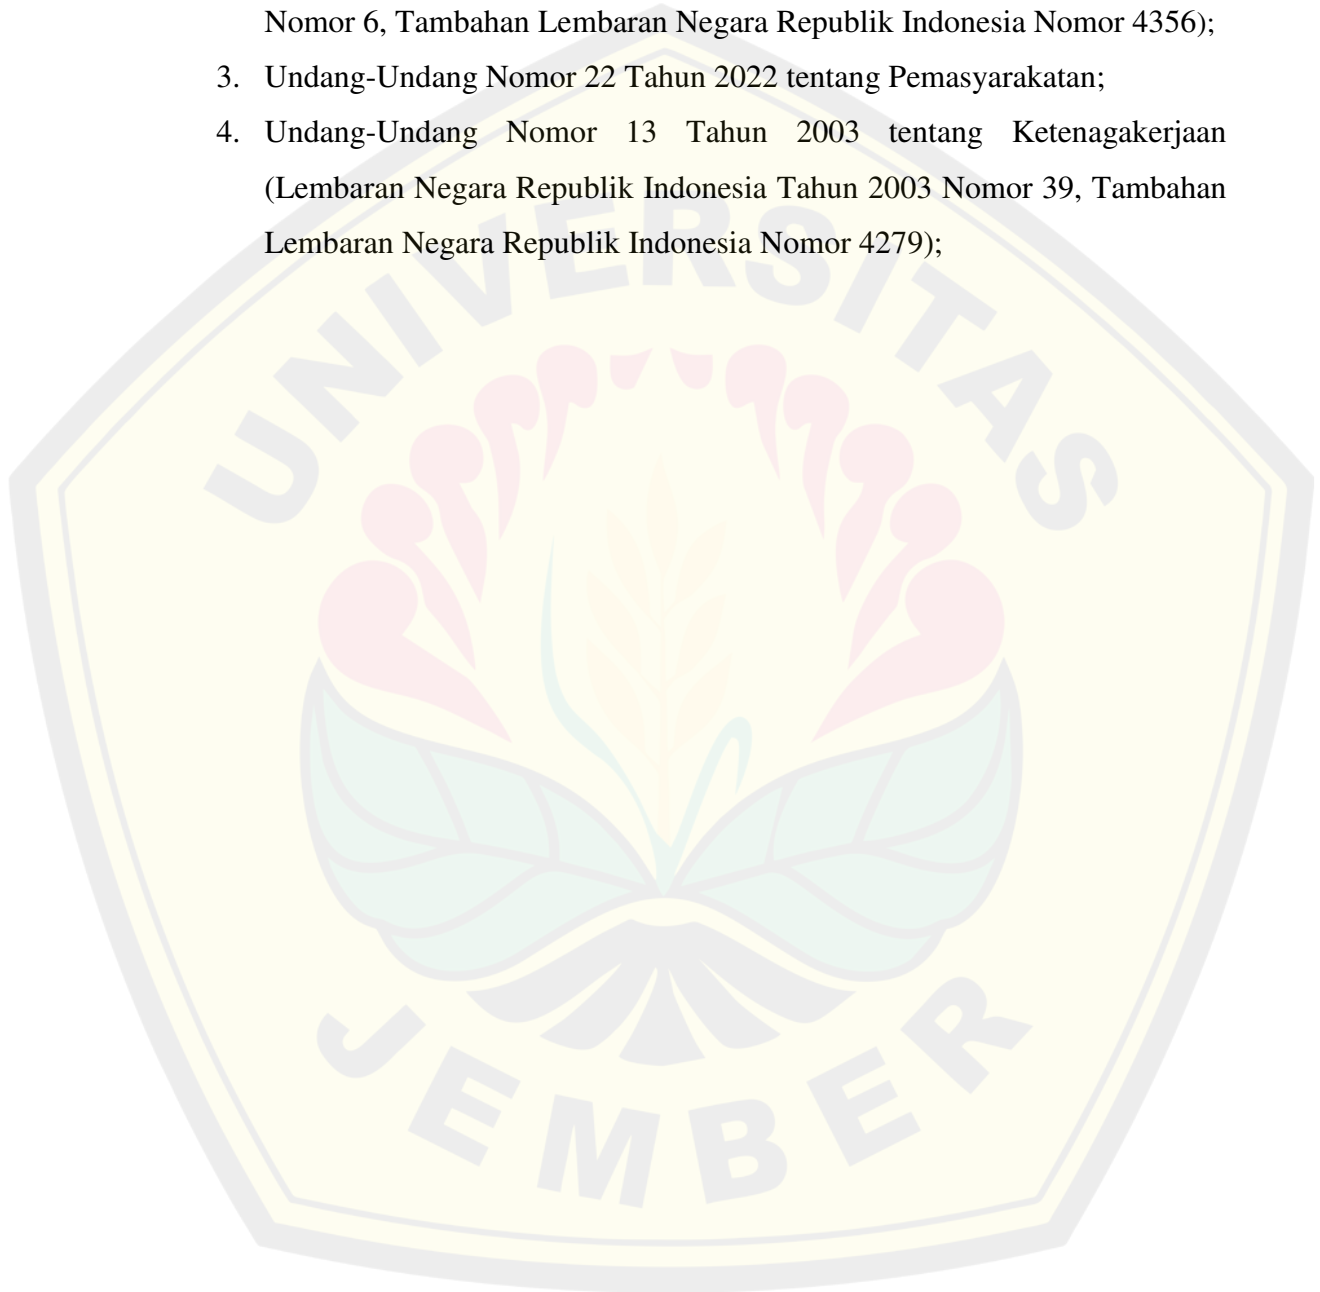 Nomor 6, Tambahan Lembaran Negara Republik Indonesia Nomor 4356);
3. Undang-Undang Nomor 22 Tahun 2022 tentang Pemasyarakatan;
4. Undang-Undang Nomor 13 Tahun 2003 tentang Ketenagakerjaan
(Lembaran Negara Republik Indonesia Tahun 2003 Nomor 39, Tambahan
Lembaran Negara Republik Indonesia Nomor 4279);
UNIVERSITAS
JEMBER